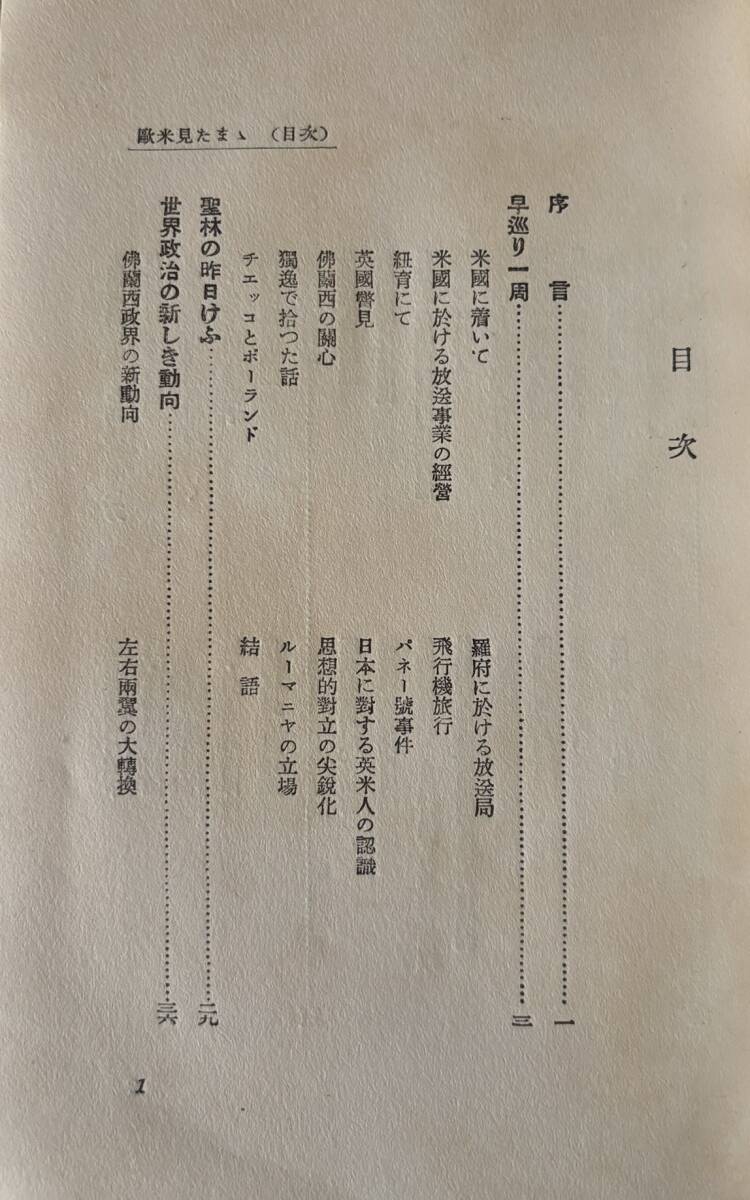 歐米見たまゝ （目次）
目次
序言……一
早巡り一周……三
米國に着いて
羅府に於ける放送局
米國に於ける放送事業の經營
飛行機旅行
紐育にて
パネー號事件
英國瞥見
日本に對する英米人の認識
佛蘭西の關心
思想的對立の尖鋭化
獨逸で拾つた話
ルーマニヤの立場
チエッコとポーランド
結語
聖林の昨日けふ……二九
世界政治の新しき動向……三六
佛蘭西政界の新動向
左右兩翼の大轉換
1